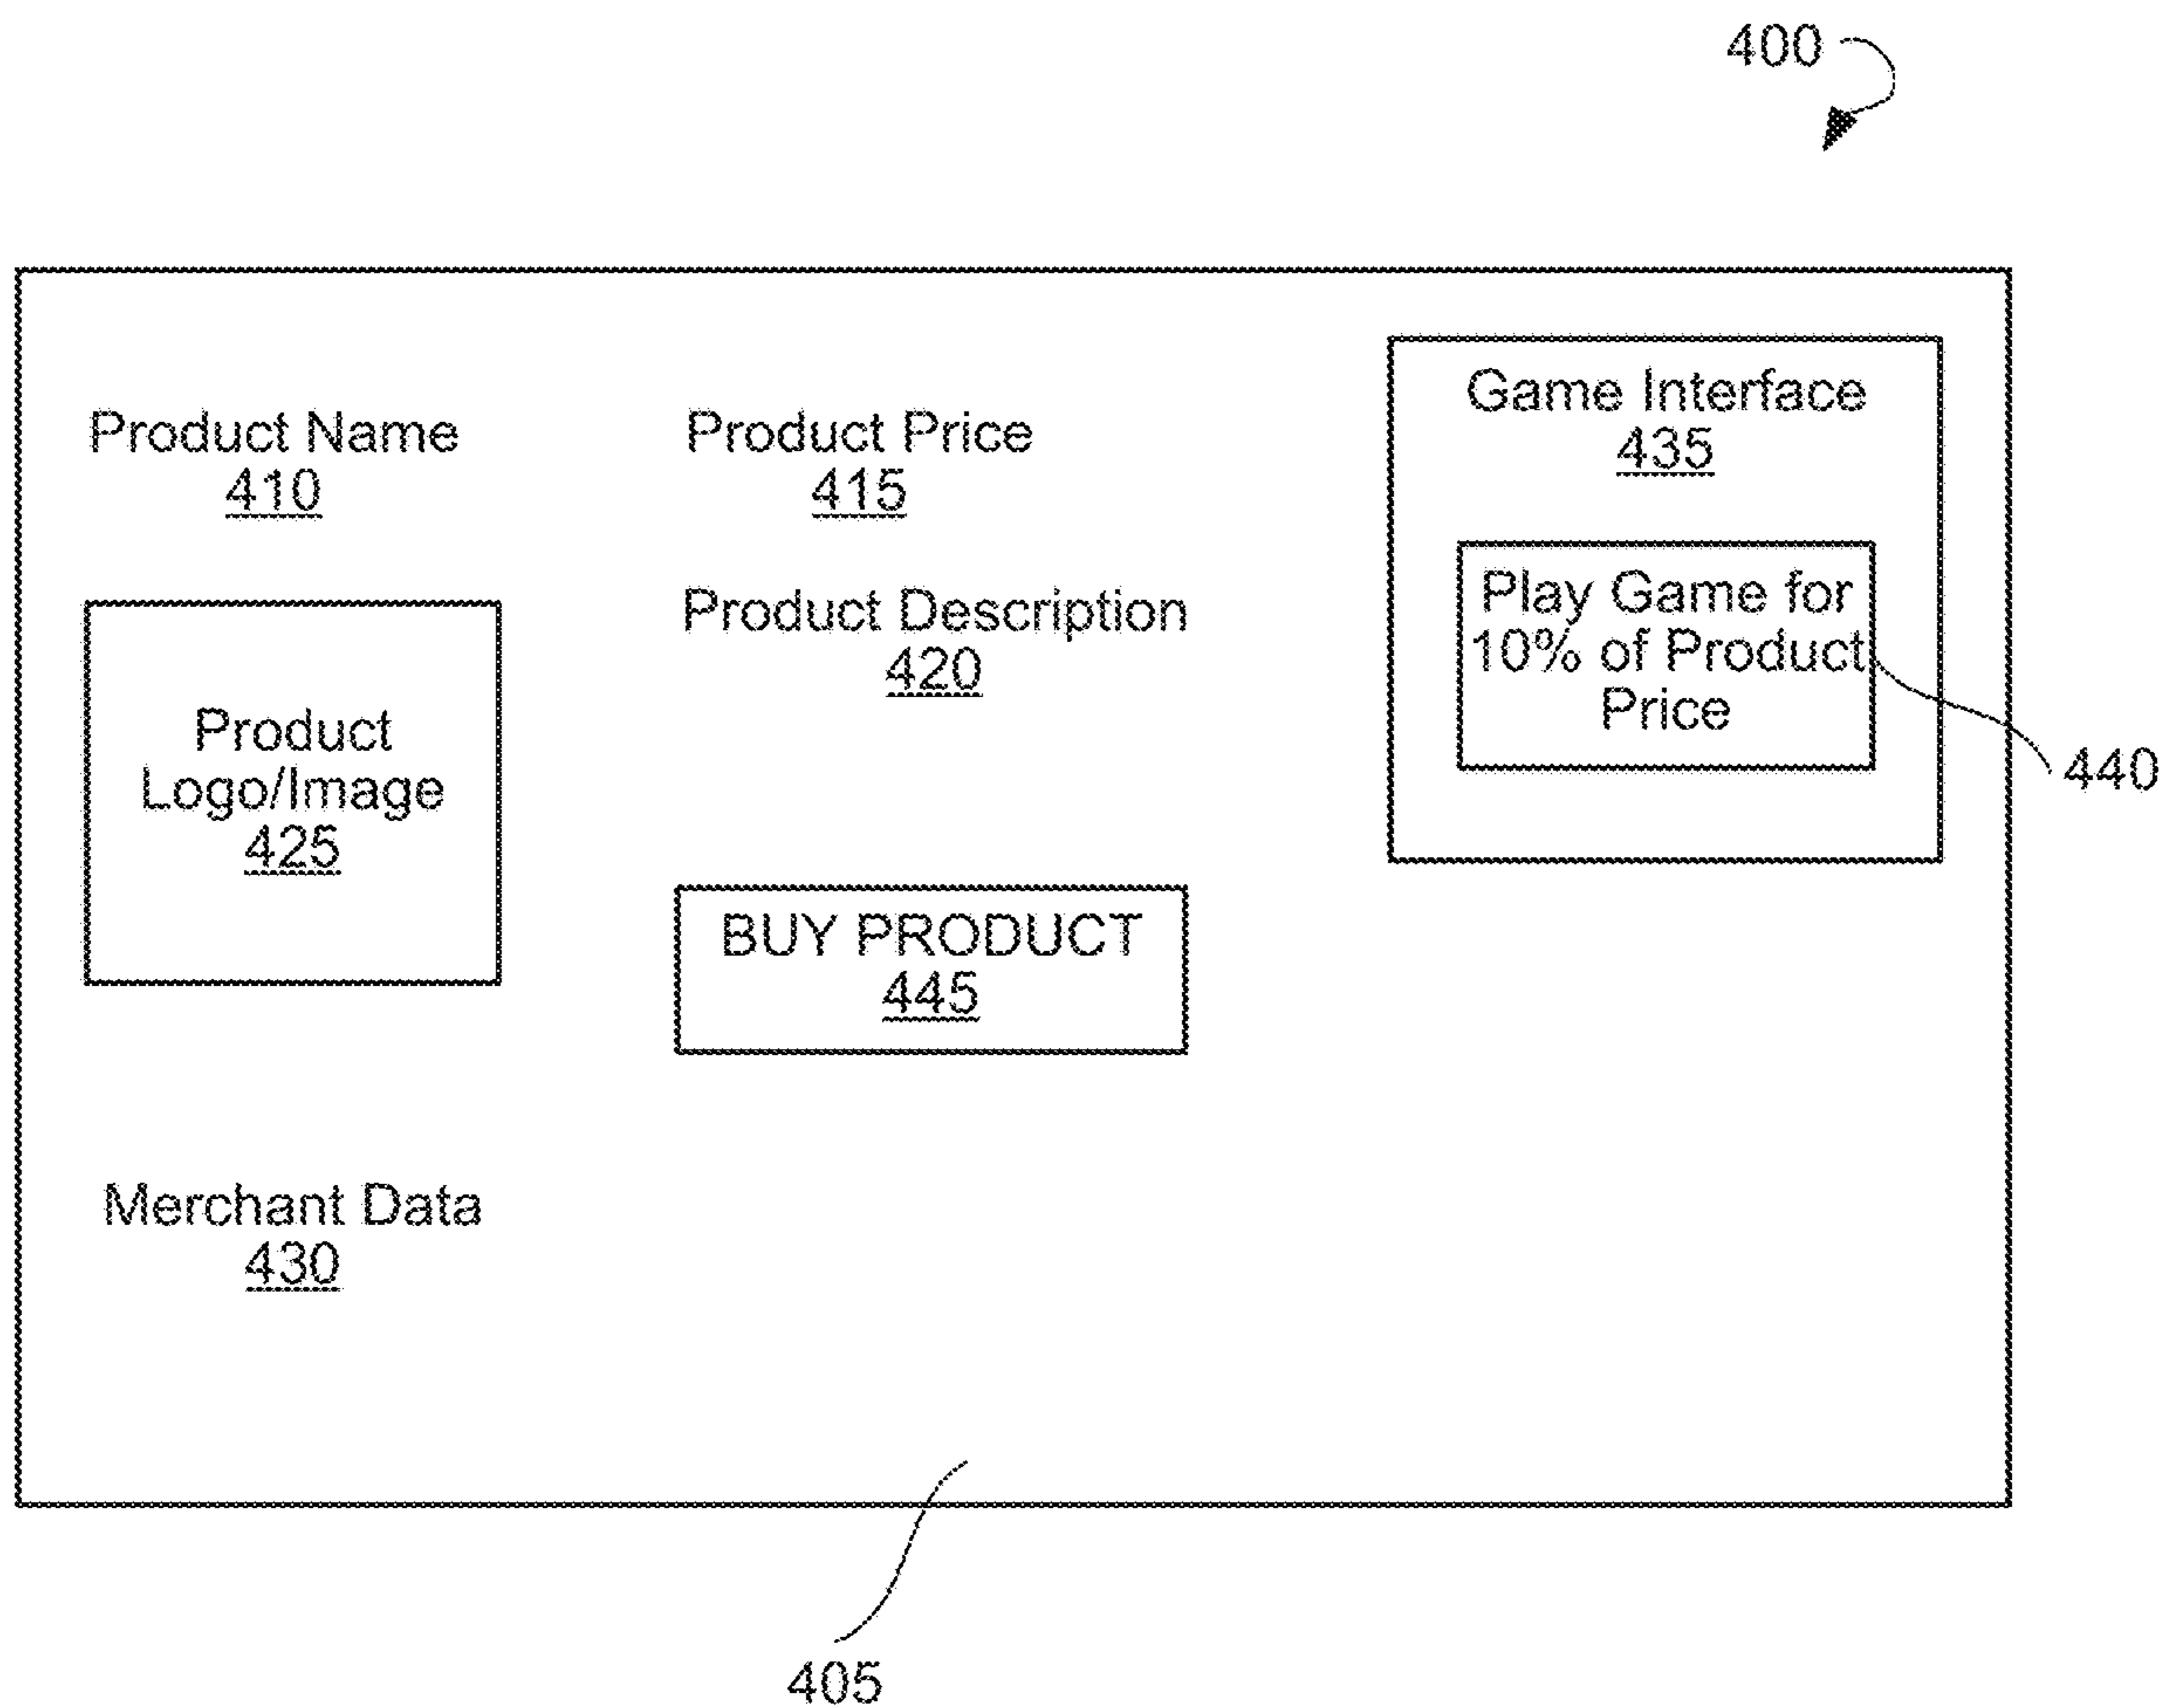 400
Product Name
410
Product Price
415
Game Interface
435
Product Description
420
Play Game for
10% of Product
Price
440
Product
Logo/Image
425
BUY PRODUCT
445
Merchant Data
430
405